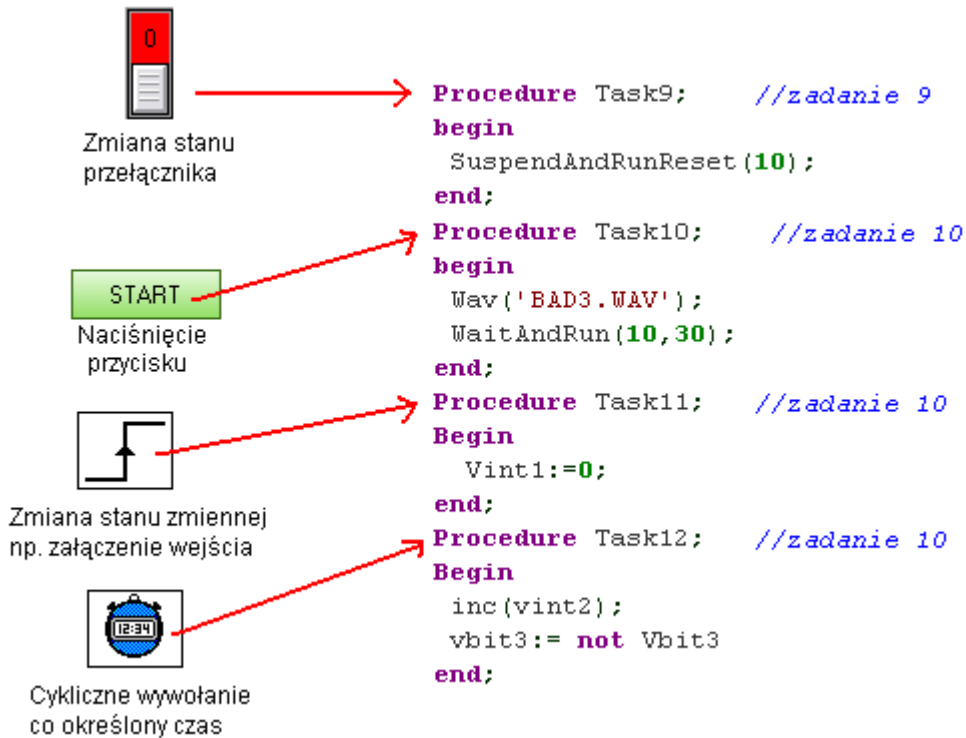 0
Zmiana stanu
przełącznika
Procedure Task9; //zadanie 9
begin
SuspendAndRunReset(10);
end;
START
Naciśnięcie
przycisku
Procedure Task10; //zadanie 10
begin
Wav('BAD3.WAV');
WaitAndRun(10,30);
end;
Zmiana stanu zmiennej
np. załączenie wejścia
Procedure Task11; //zadanie 10
Begin
Vint1:=0;
end;
12:34
Cykliczne wywołanie
co określony czas
Procedure Task12; //zadanie 10
Begin
inc(vint2);
vbit3:= not Vbit3
end;